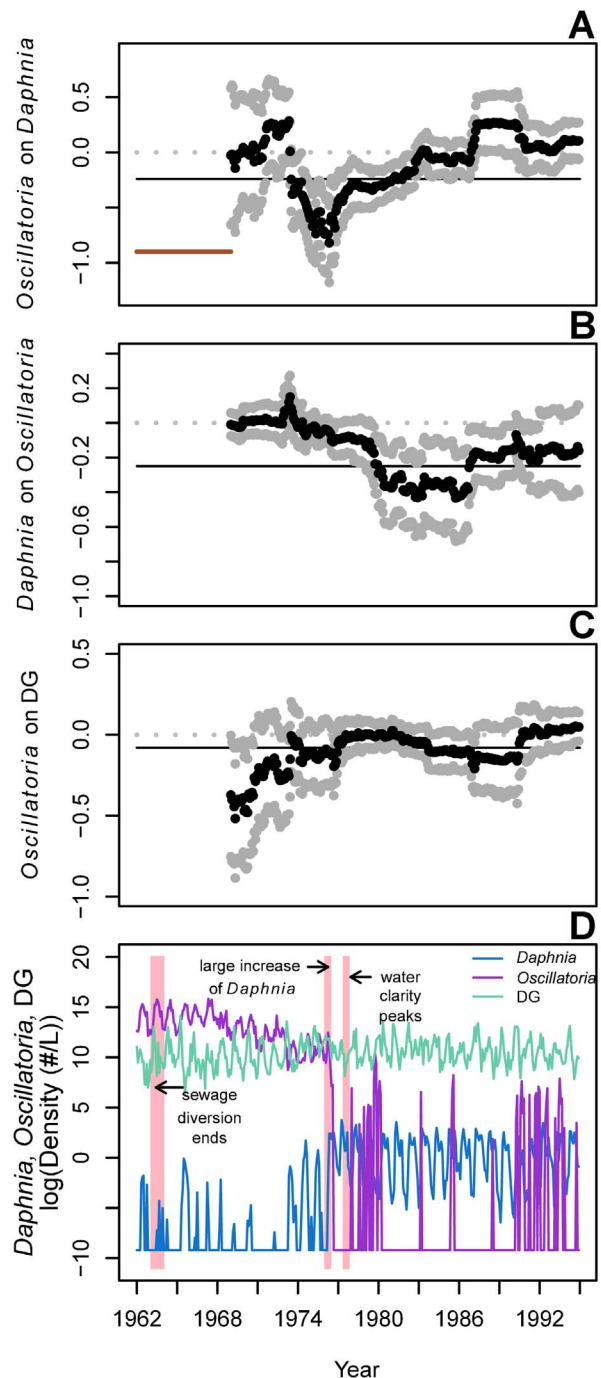 A
Oscillatoria on Daphnia
0.5
0.0
−1.0
B
Daphnia on Oscillatoria
0.2
−0.2
−0.6
−1.0
C
Oscillatoria on DG
0.5
0.0
−0.5
−1.0
D
Daphnia, Oscillatoria, DG
log(Density (#/L))
20
15
10
5
0
−10
large increase
of Daphnia
water
clarity
peaks
Daphnia
Oscillatoria
DG
sewage
diversion
ends
1962 1968 1974 1980 1986 1992
Year